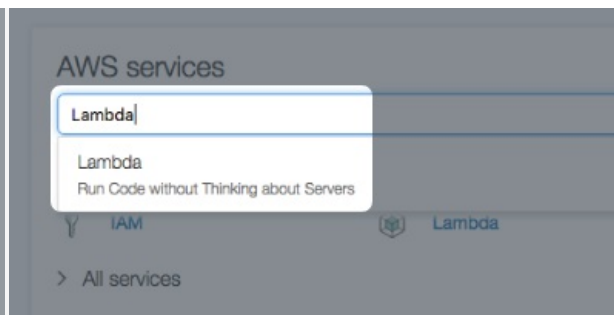 AWS services
Lambda
Lambda
Run Code without Thinking about Servers
IAM Lambda
All services